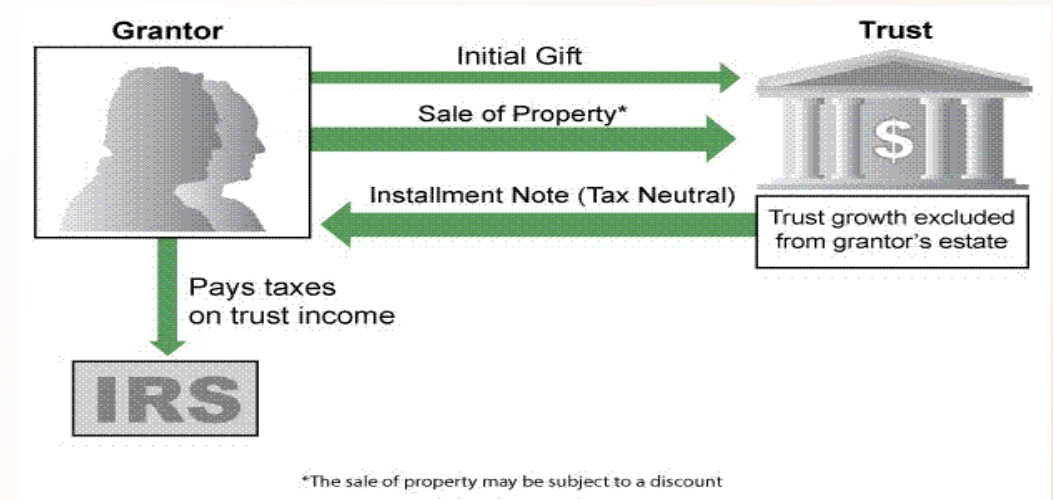 Grantor
Trust
Initial Gift
Sale of Property*
$
Installment Note (Tax Neutral)
Trust growth excluded
from grantor's estate
Pays taxes
on trust income
IRS
*The sale of property may be subject to a discount